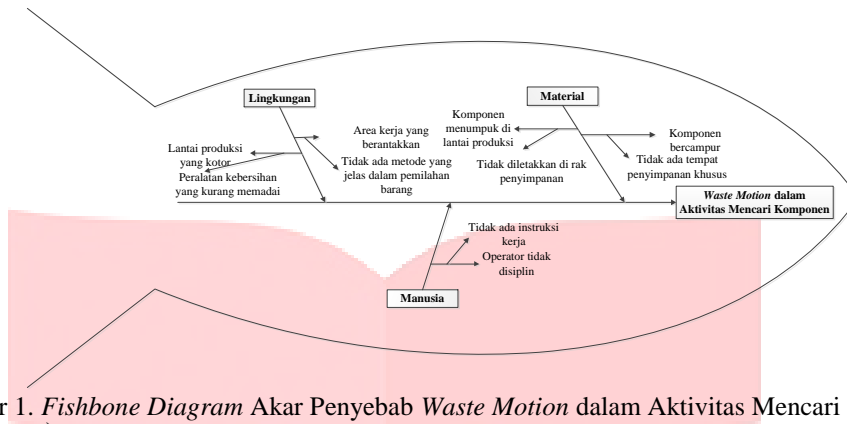 Lingkungan
Material
Lantai produksi
yang kotor
Peralatan kebersihan
yang kurang memadai
Area kerja yang
berantakkan
Tidak ada metode yang
jelas dalam pemilahan
barang
Komponen
menumpuk di
lantai produksi
Tidak diletakkan di rak
penyimpanan
Komponen
bercampur
Tidak ada tempat
penyimpanan khusus
Waste Motion dalam
Aktivitas Mencari Komponen
Tidak ada instruksi
kerja
Operator tidak
disiplin
Manusia
r 1. Fishbone Diagram Akar Penyebab Waste Motion dalam Aktivitas Mencari